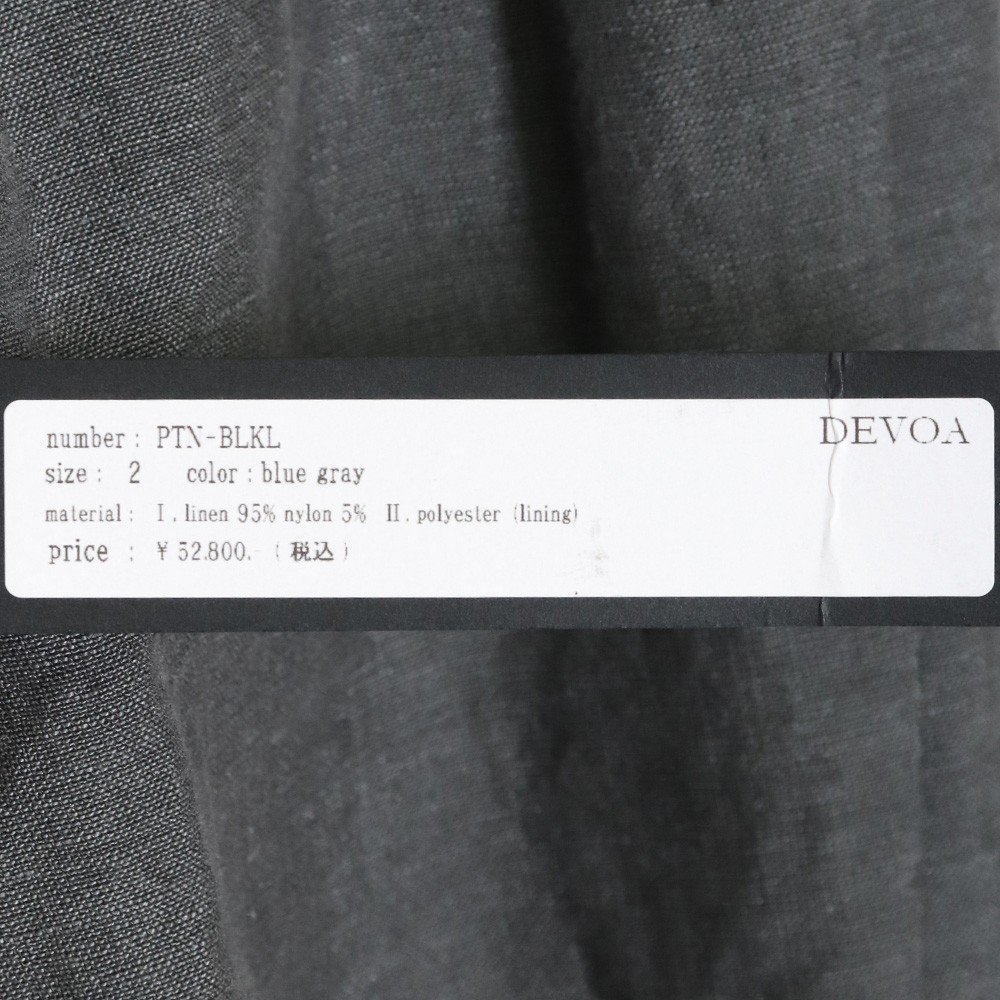 DEVOA
number : PTN-BLKL
size : 2 color : blue gray
material : I. linen 95% nylon 5% II. polyester (lining)
price : ¥ 52.800.- ( 税込 )